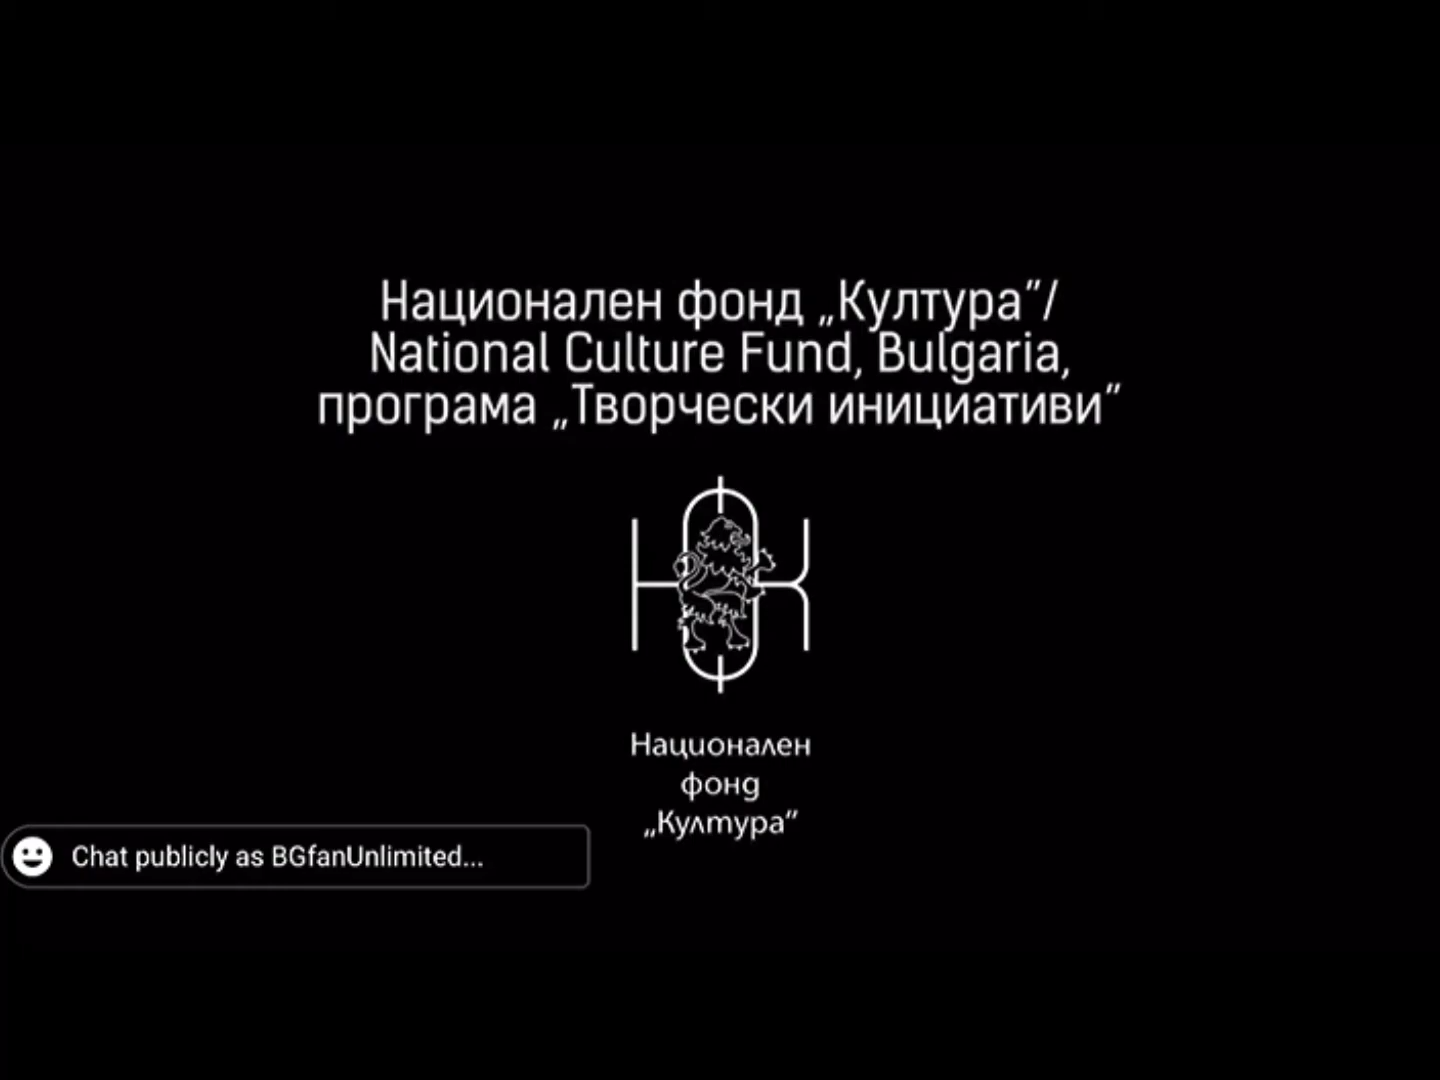 Национален фонд „Култура”/
National Culture Fund, Bulgaria,
програма „Творчески инициативи”
Национален
фонд
„Култура”
Chat publicly as BGfanUnlimited...